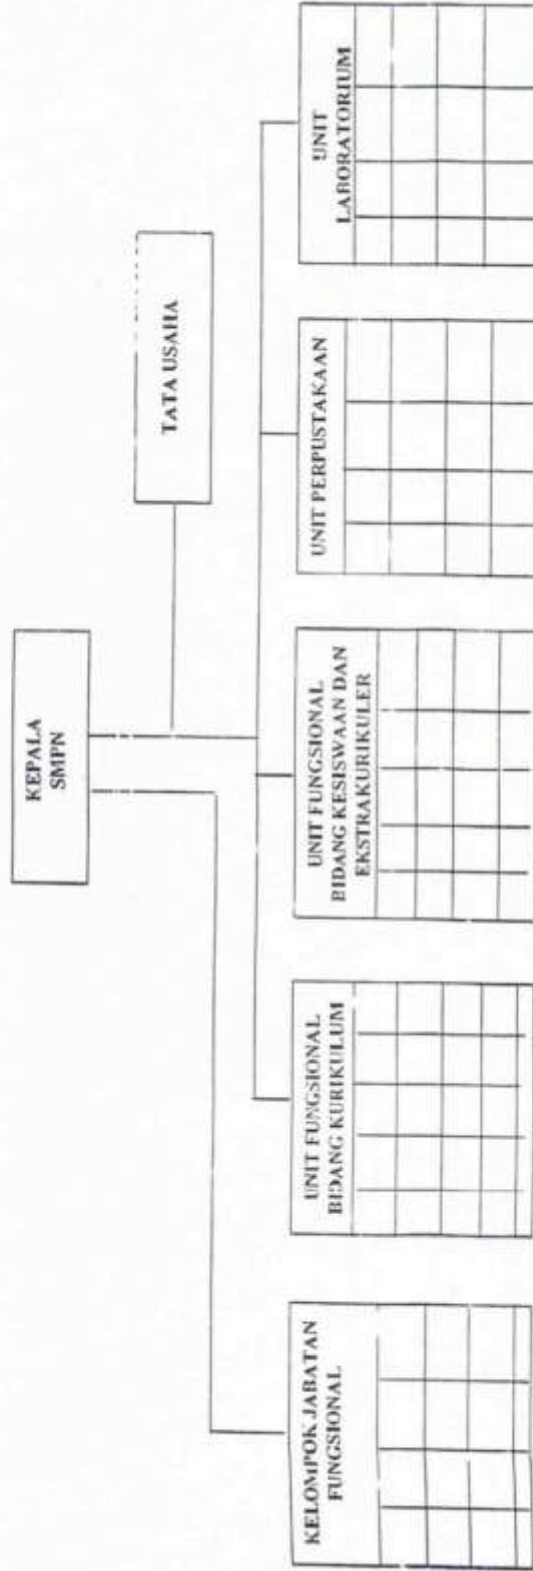 KEPALA
SMPN
TATA USAHA
KELOMPOK JABATAN
FUNGSIONAL
UNIT FUNGSIONAL
BIDANG KURIKULUM
UNIT FUNGSIONAL
BIDANG KESISWAAN DAN
EKSTRAKURIKULER
UNIT PERPUSTAKAAN
UNIT
LABORATORIUM